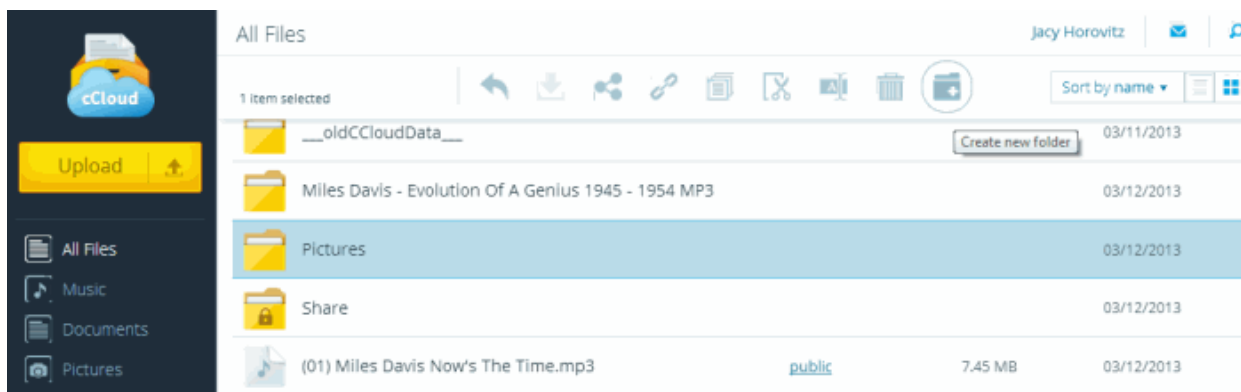 All Files
Jacy Horovitz
cCloud
1 item selected
Sort by name
___oldCCloudData___ 03/11/2013
Create new folder
Upload
Miles Davis - Evolution Of A Genius 1945 - 1954 MP3 03/12/2013
All Files
Pictures 03/12/2013
Music
Share 03/12/2013
Documents
Pictures
(01) Miles Davis Now's The Time.mp3 public 7.45 MB 03/12/2013